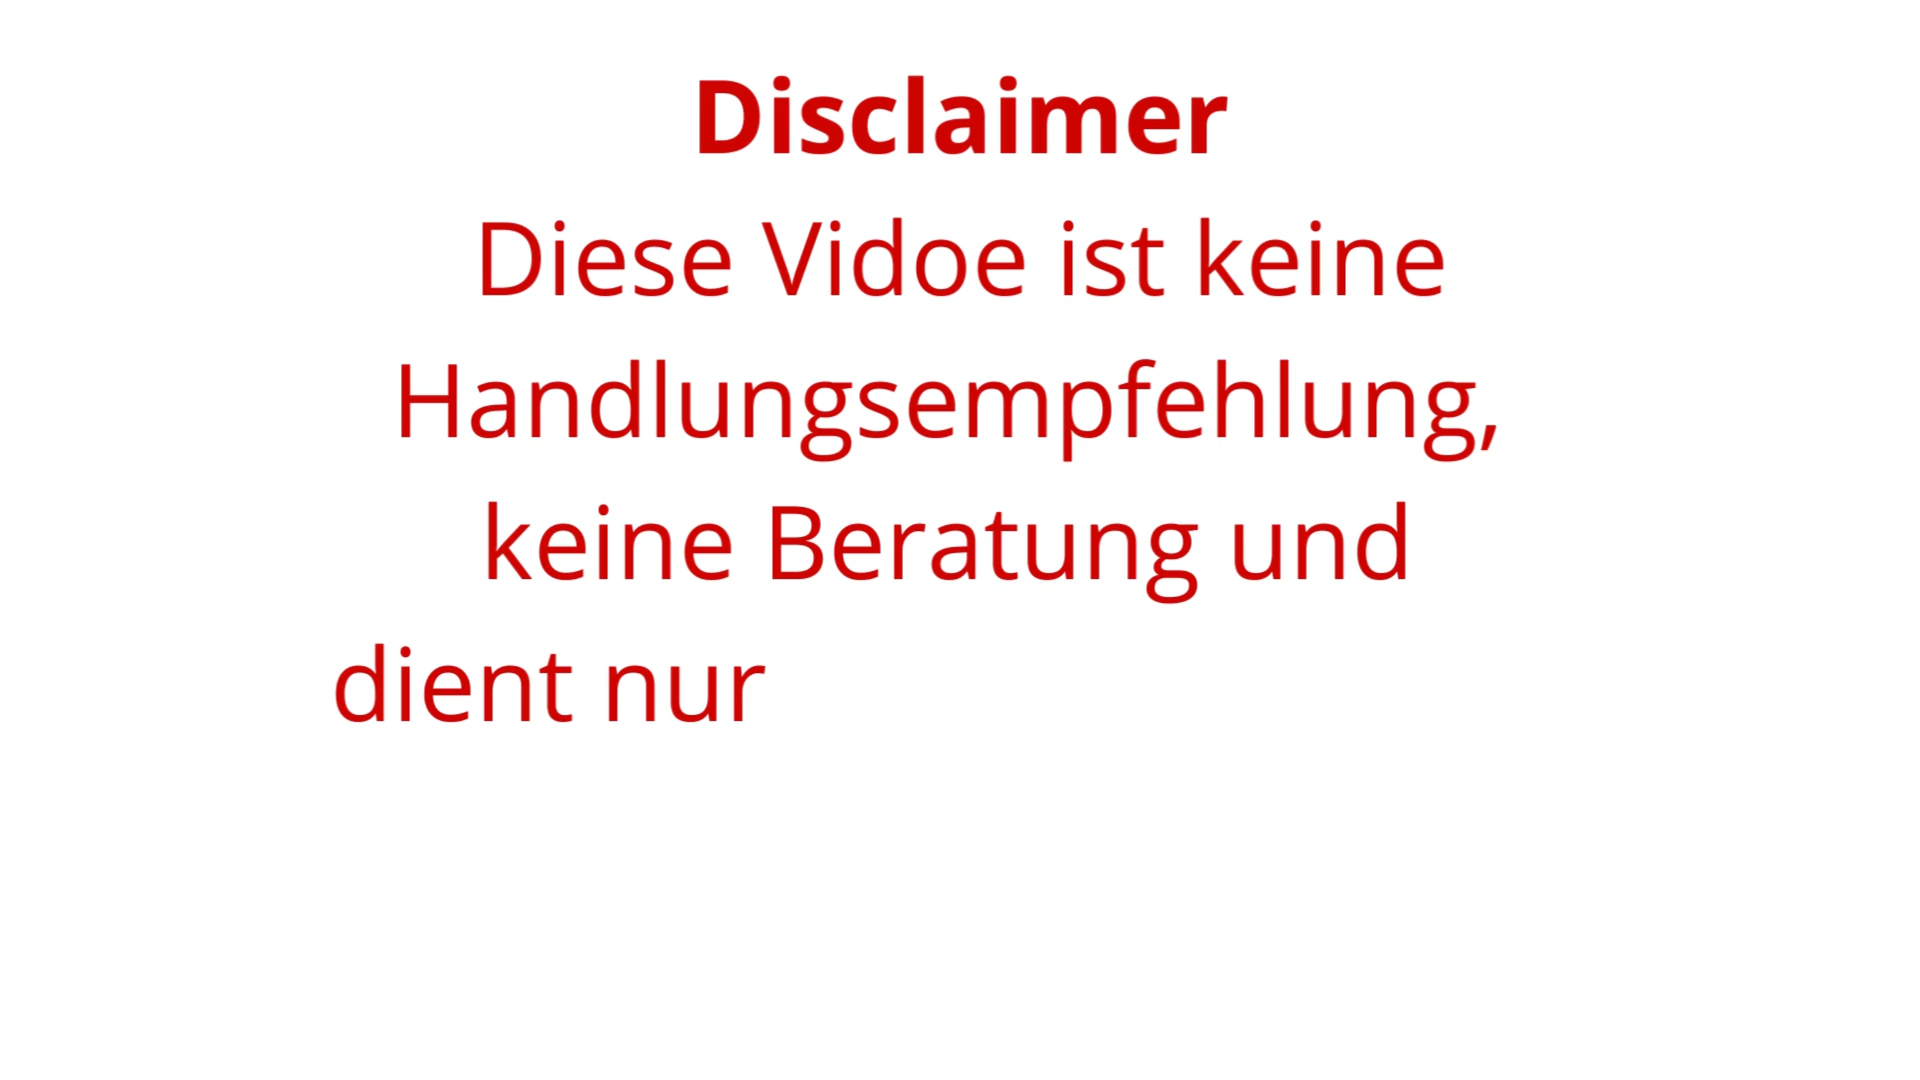 Disclaimer
Diese Vidoe ist keine
Handlungsempfehlung,
keine Beratung und
dient nur